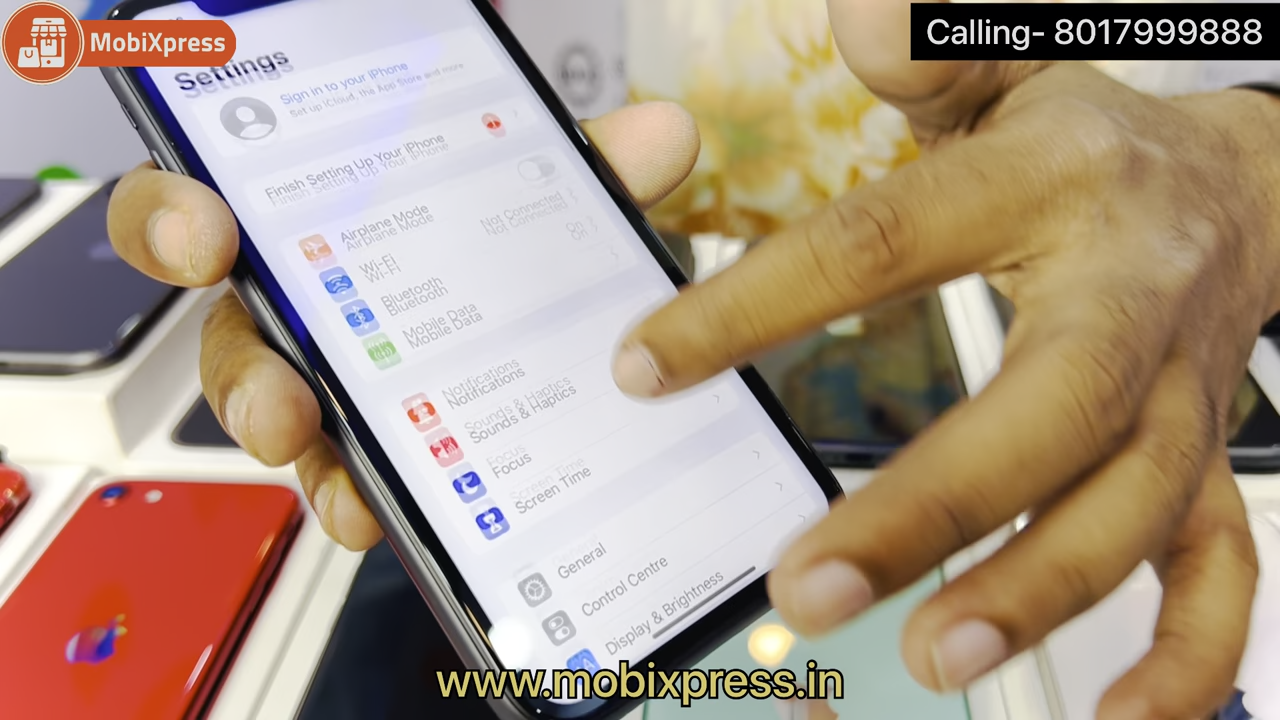 MobiXpress
Calling- 8017999888
Settings
Sign in to your iPhone
Set up iCloud, the App Store and more.
Finish Setting Up Your iPhone
Airplane Mode
Wi-Fi
Not Connected
Bluetooth
On
Mobile Data
Notifications
Sounds & Haptics
Focus
Screen Time
General
Control Centre
Display & Brightness
AA
www.mobixpress.in